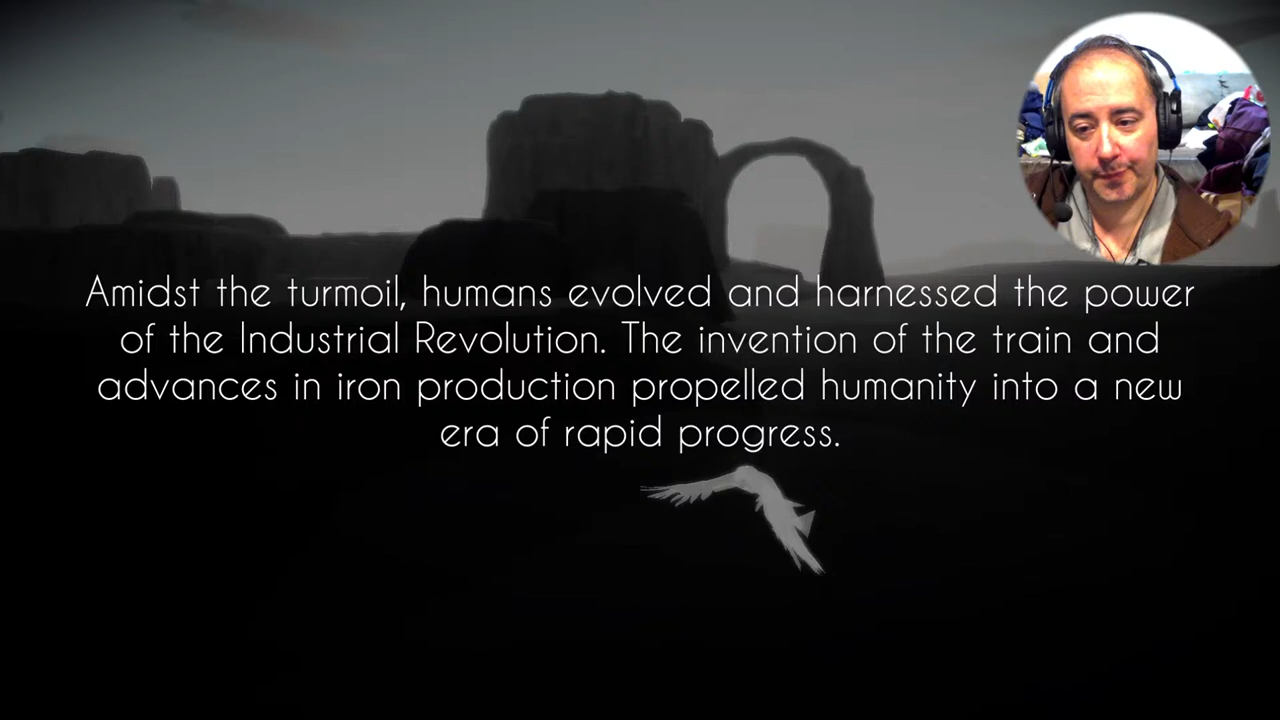 Amidst the turmoil, humans evolved and harnessed the power
of the Industrial Revolution. The invention of the train and
advances in iron production propelled humanity into a new
era of rapid progress.